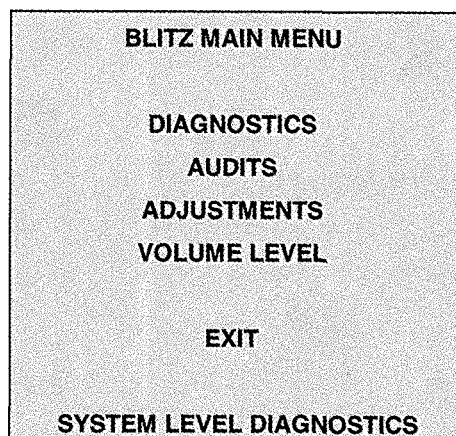 BLITZ MAIN MENU
DIAGNOSTICS
AUDITS
ADJUSTMENTS
VOLUME LEVEL
EXIT
SYSTEM LEVEL DIAGNOSTICS